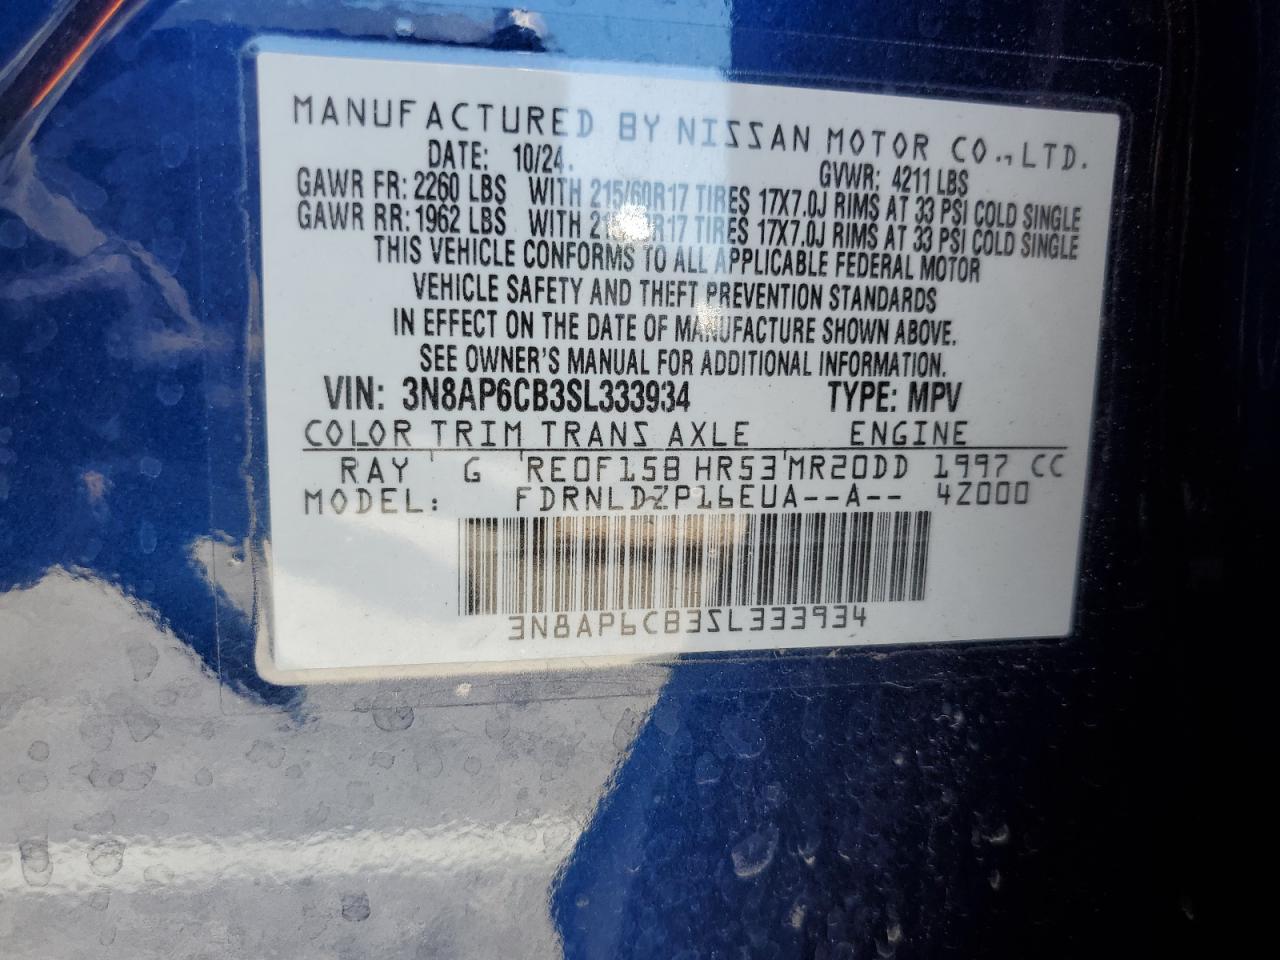 MANUFACTURED BY NISSAN MOTOR CO., LTD.
DATE: 10/24. GVWR: 4211 LBS
GAWR FR: 2260 LBS WITH 215/60R17 TIRES 17X7.0J RIMS AT 33 PSI COLD SINGLE
GAWR RR: 1962 LBS WITH TIRES 17X7.0J RIMS AT 33 PSI COLD SINGLE
THIS VEHICLE CONFORMS TO ALL APPLICABLE FEDERAL MOTOR
VEHICLE SAFETY AND THEFT PREVENTION STANDARDS
IN EFFECT ON THE DATE OF MANUFACTURE SHOWN ABOVE.
SEE OWNER'S MANUAL FOR ADDITIONAL INFORMATION.
VIN: 3N8AP6CB3SL333934 TYPE: MPV
COLOR TRIM TRANS AXLE ENGINE
RAY G RE0F15B HR53 MR20DD 1997 CC
MODEL: FDRNLDZP16EUA--A-- 4Z000
3N8AP6CB3SL333934